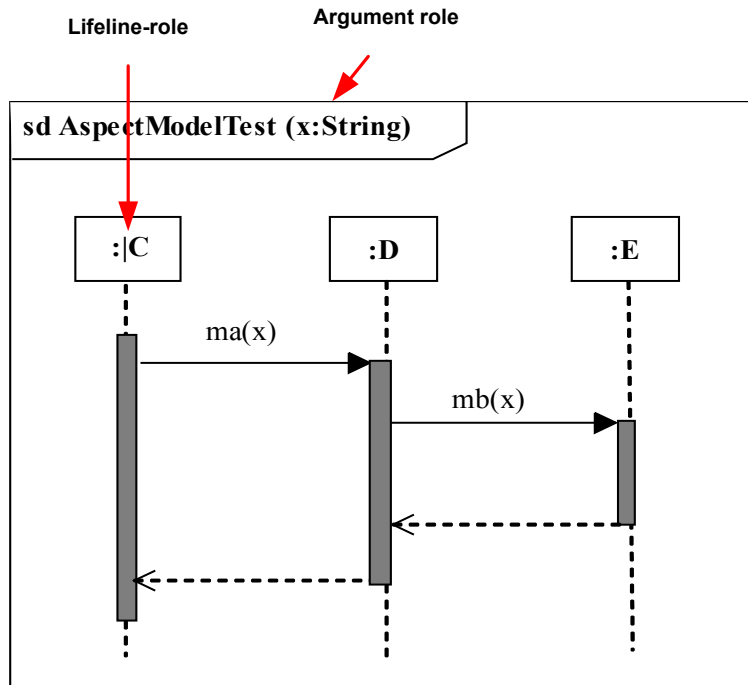 Lifeline-role
Argument role
sd AspectModelTest (x:String)
:|C
:D
:E
ma(x)
mb(x)